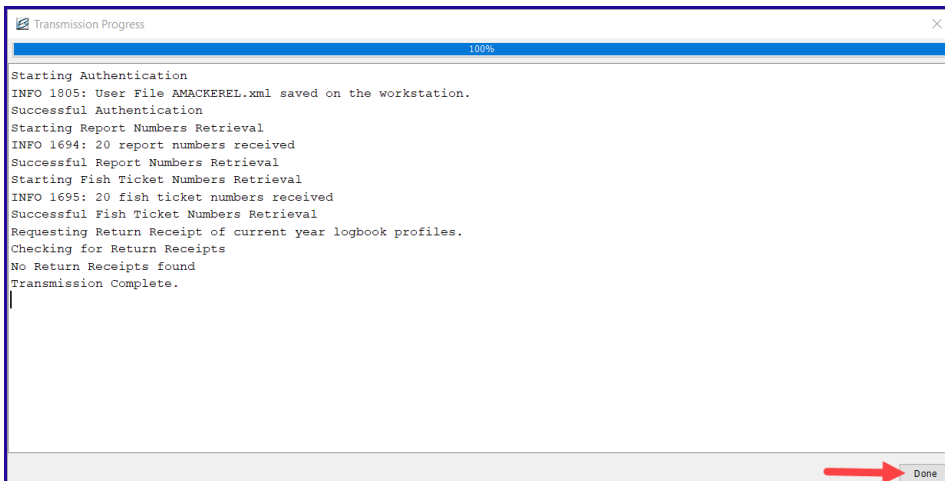 Transmission Progress
100%
Starting Authentication
INFO 1805: User File AMACKEREL.xml saved on the workstation.
Successful Authentication
Starting Report Numbers Retrieval
INFO 1694: 20 report numbers received
Successful Report Numbers Retrieval
Starting Fish Ticket Numbers Retrieval
INFO 1695: 20 fish ticket numbers received
Successful Fish Ticket Numbers Retrieval
Requesting Return Receipt of current year logbook profiles.
Checking for Return Receipts
No Return Receipts found
Transmission Complete.
Done